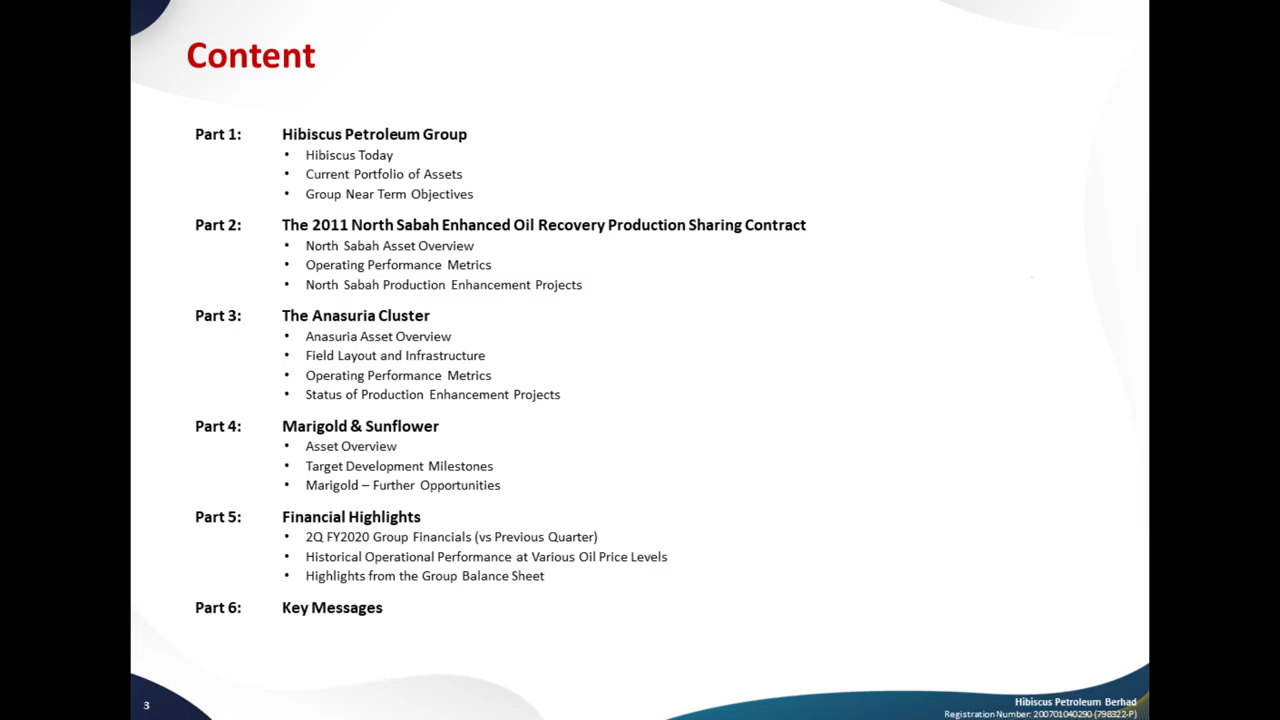 Content
Part 1: Hibiscus Petroleum Group
• Hibiscus Today
• Current Portfolio of Assets
• Group Near Term Objectives
Part 2: The 2011 North Sabah Enhanced Oil Recovery Production Sharing Contract
• North Sabah Asset Overview
• Operating Performance Metrics
• North Sabah Production Enhancement Projects
Part 3: The Anasuria Cluster
• Anasuria Asset Overview
• Field Layout and Infrastructure
• Operating Performance Metrics
• Status of Production Enhancement Projects
Part 4: Marigold & Sunflower
• Asset Overview
• Target Development Milestones
• Marigold – Further Opportunities
Part 5: Financial Highlights
• 2Q FY2020 Group Financials (vs Previous Quarter)
• Historical Operational Performance at Various Oil Price Levels
• Highlights from the Group Balance Sheet
Part 6: Key Messages
3
Hibiscus Petroleum Berhad
Registration Number: 200701040290 (798322-P)